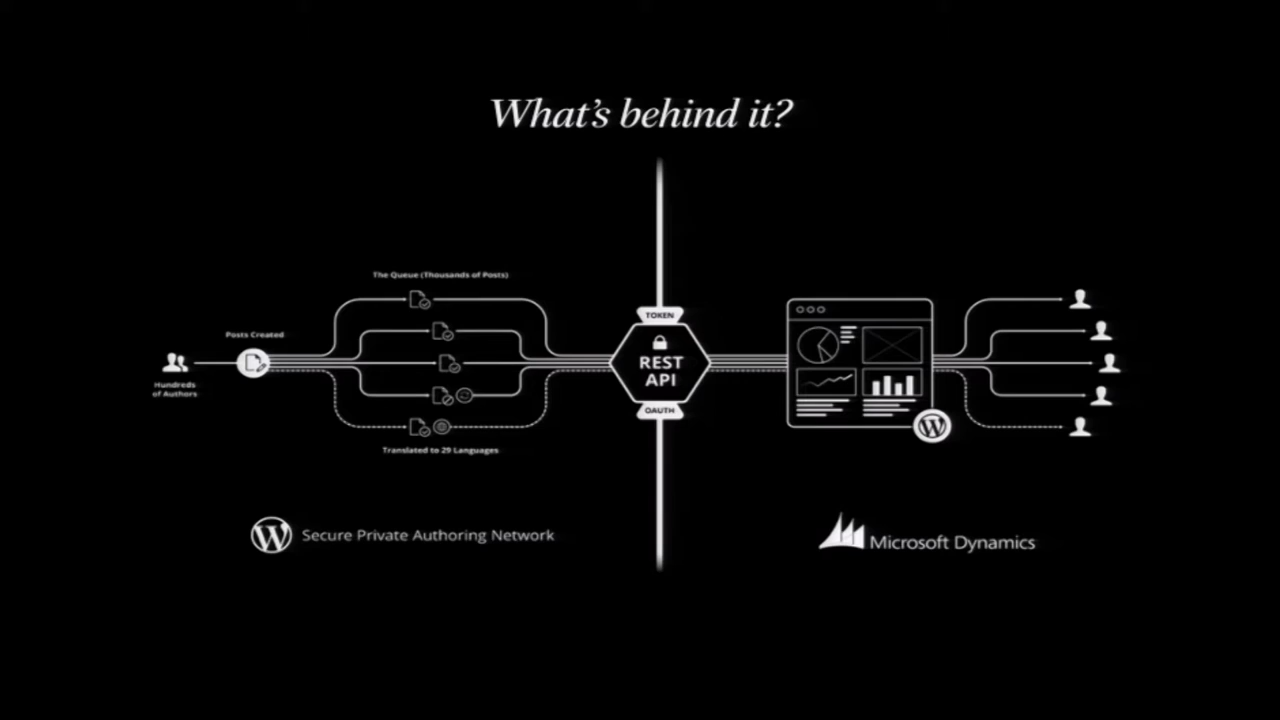 What's behind it?
The Queue (Thousands of Posts)
Posts Created
Hundreds
of Authors
Translated to 29 Languages
TOKEN
REST
API
OAUTH
Secure Private Authoring Network
Microsoft Dynamics